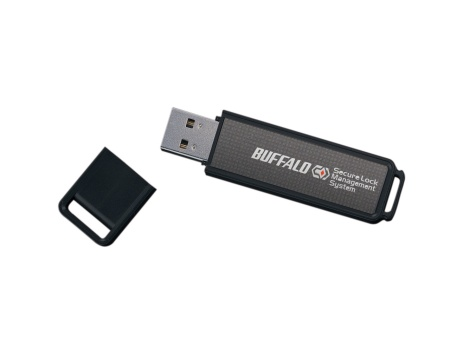 BUFFALO
Secure Lock
Management
System